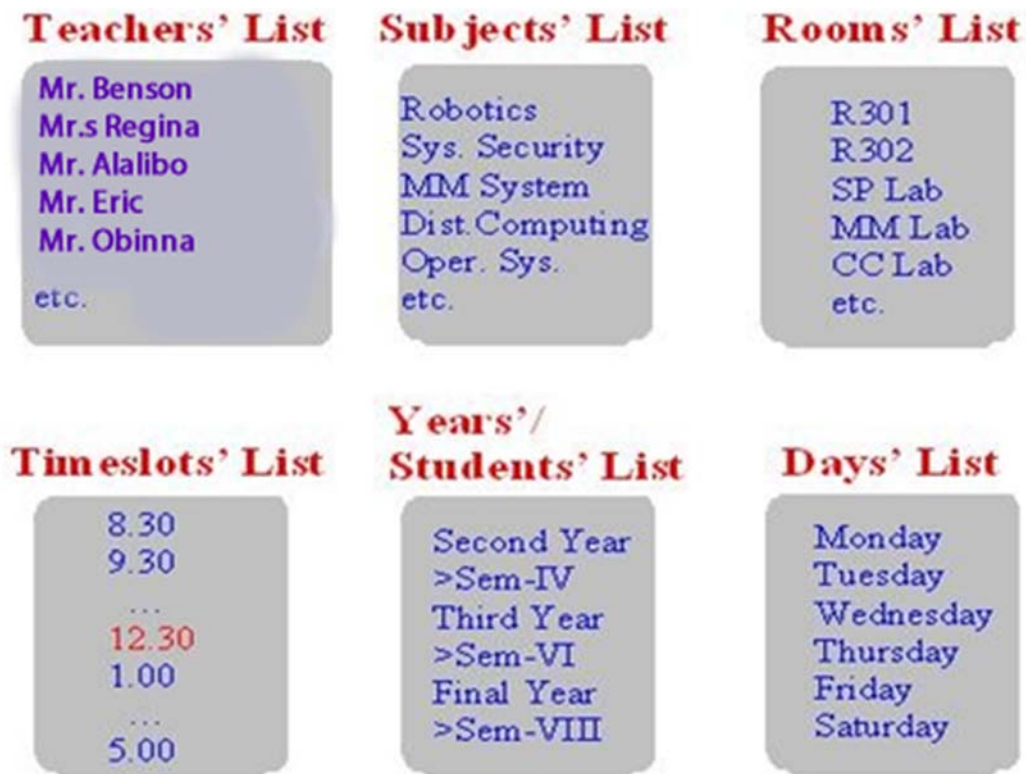 Teachers' List
Mr. Benson
Mr.s Regina
Mr. Alalibo
Mr. Eric
Mr. Obinna
etc.
Subjects' List
Robotics
Sys. Security
MM System
Dist.Computing
Oper. Sys.
etc.
Rooms' List
R301
R302
SP Lab
MM Lab
CC Lab
etc.
Timeslots' List
8.30
9.30
...
12.30
1.00
...
5.00
Years'/
Students' List
Second Year
>Sem-IV
Third Year
>Sem-VI
Final Year
>Sem-VIII
Days' List
Monday
Tuesday
Wednesday
Thursday
Friday
Saturday